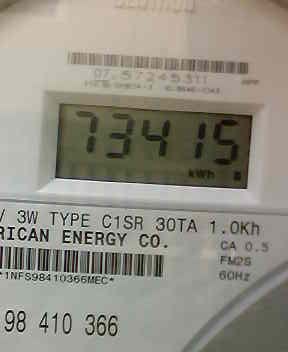 07.57245311
73415
kWh
V 3W TYPE C1SR 30TA 1.0Kh
RICAN ENERGY CO.
CA 0.5
FM2S
60Hz
*1NFS98410366MEC*
98 410 366